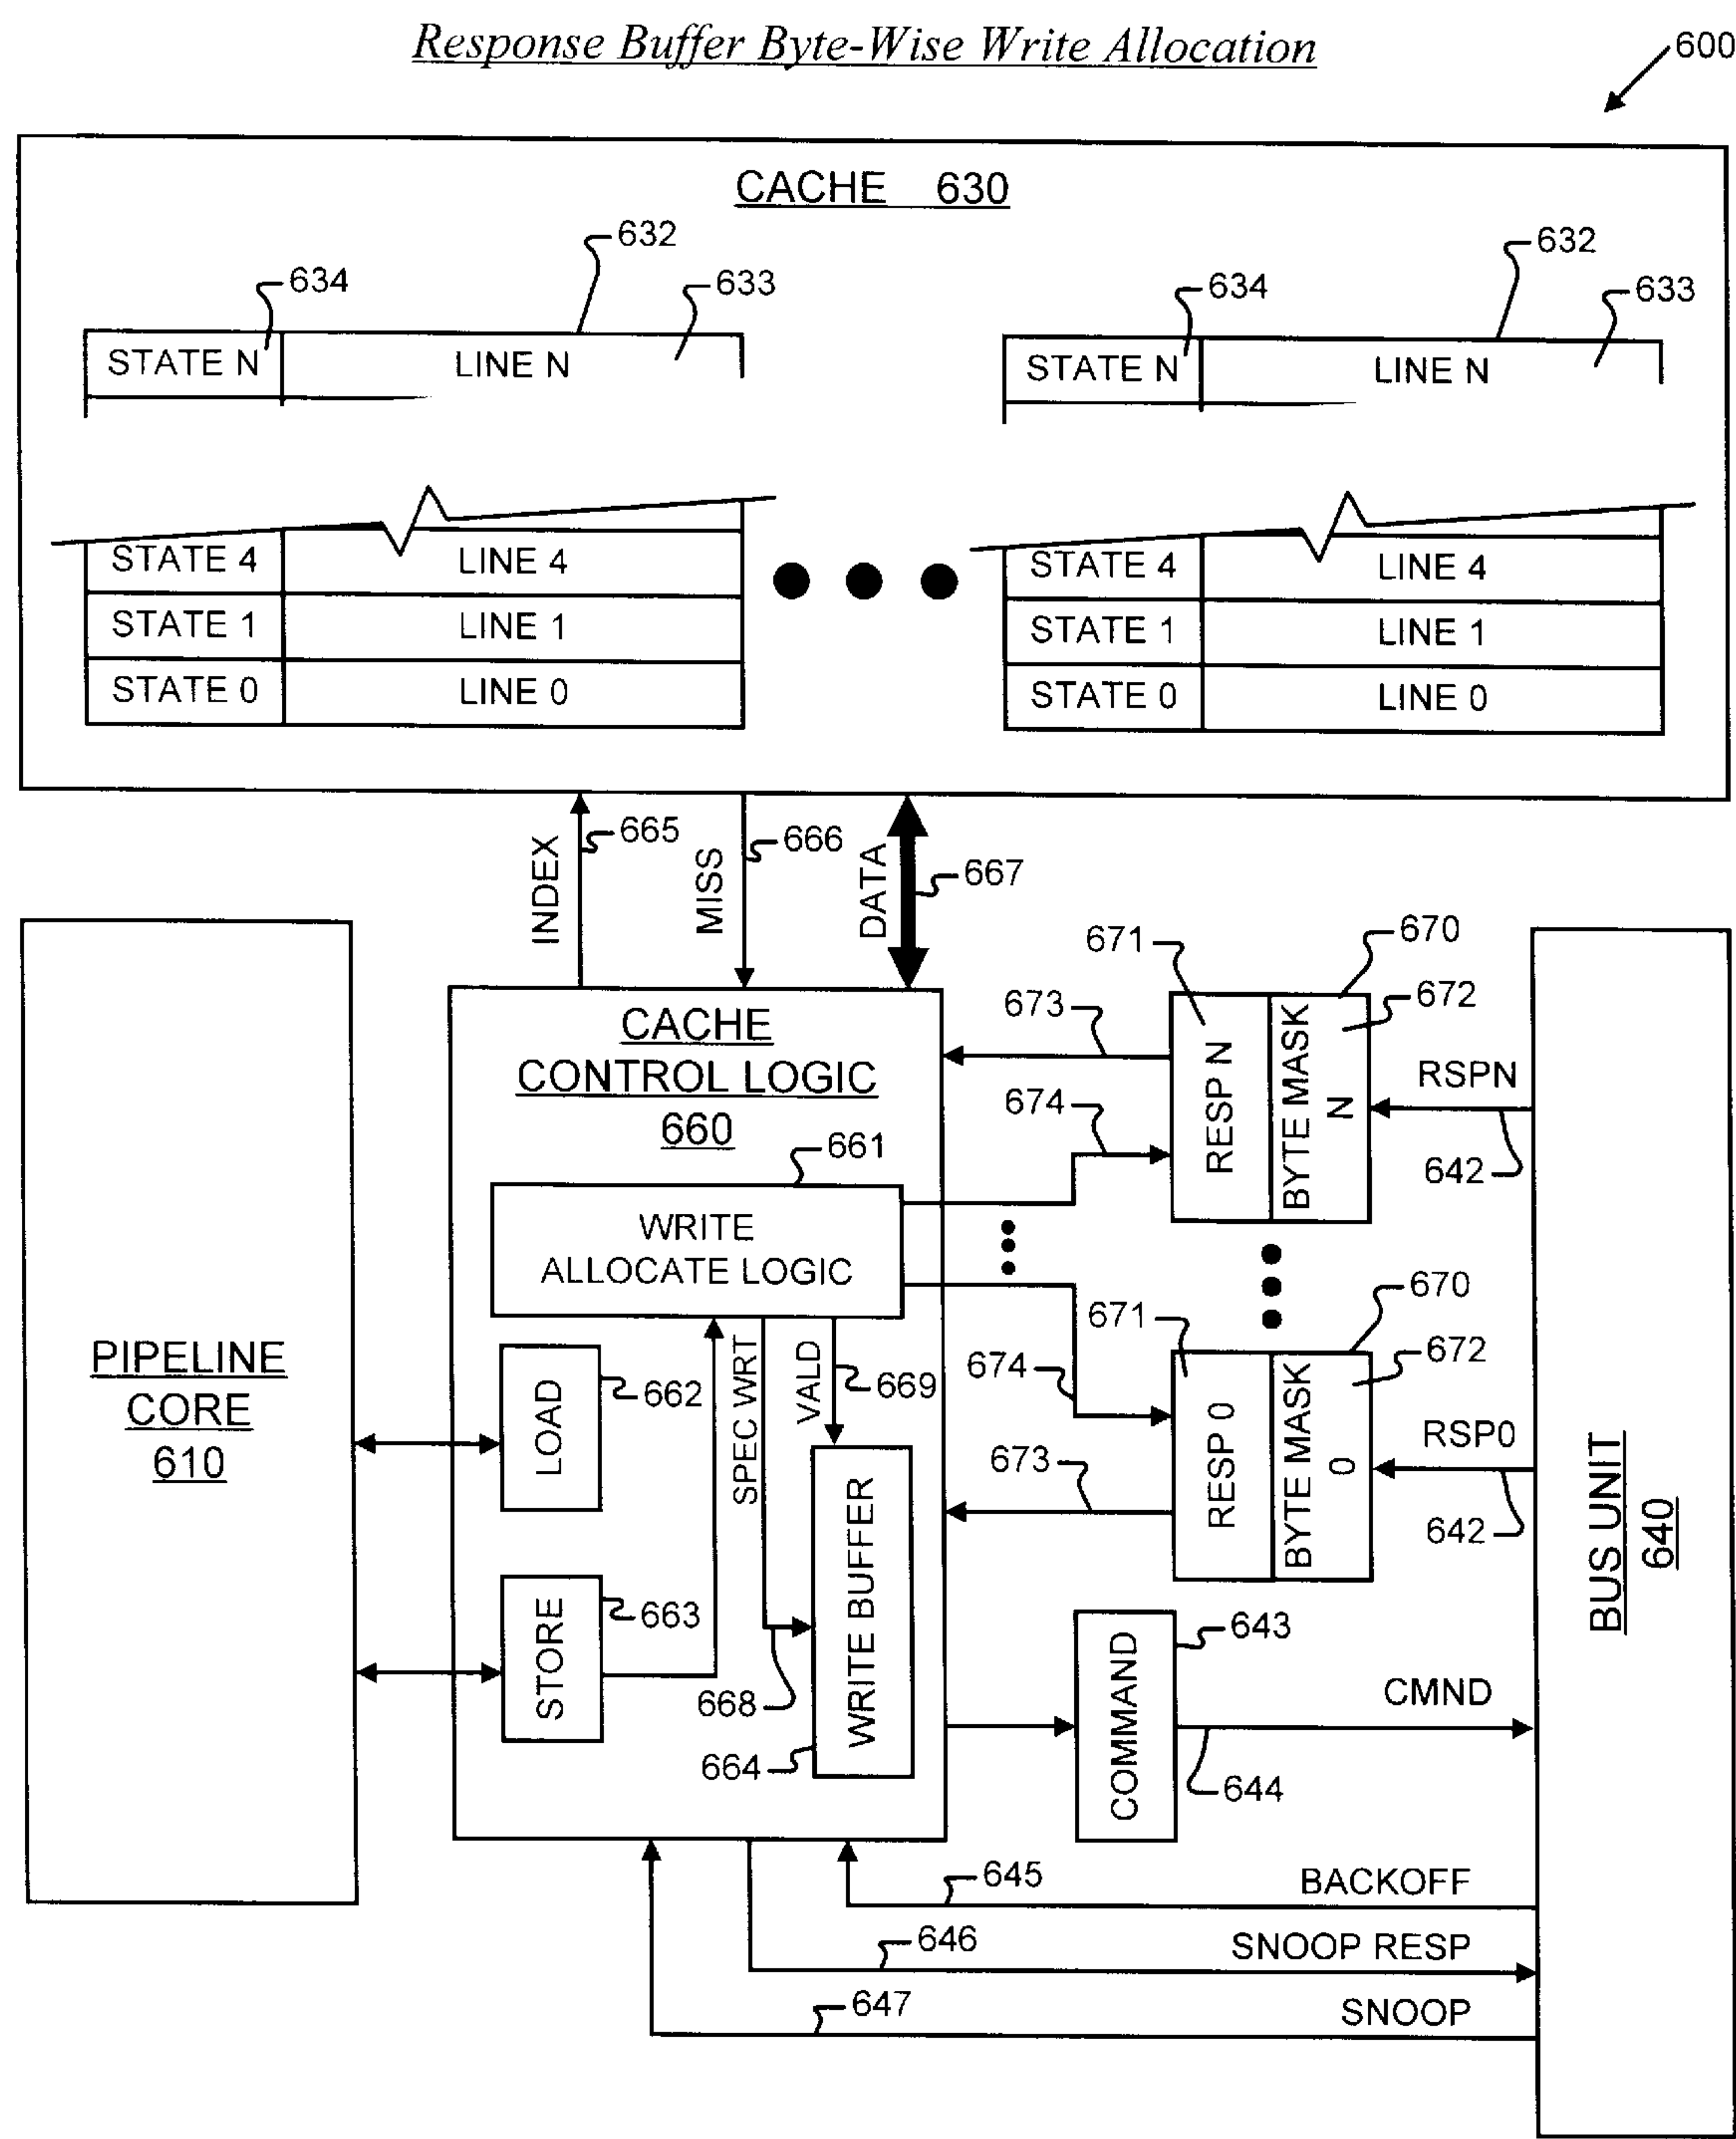 Response Buffer Byte-Wise Write Allocation
600
CACHE 630
632
632
634
633
634
633
STATE N
LINE N
STATE N
LINE N
STATE 4
LINE 4
STATE 4
LINE 4
STATE 1
LINE 1
STATE 1
LINE 1
STATE 0
LINE 0
STATE 0
LINE 0
INDEX
665
MISS
666
DATA
667
PIPELINE
CORE
610
CACHE
CONTROL LOGIC
660
661
WRITE
ALLOCATE LOGIC
LOAD
662
STORE
663
SPEC WRT
668
VALD
669
WRITE BUFFER
664
671
670
672
673
674
RESP N
BYTE MASK
N
RSPN
642
671
670
672
674
673
RESP 0
BYTE MASK
0
RSP0
642
BUS UNIT
640
COMMAND
643
CMND
644
645
BACKOFF
646
SNOOP RESP
647
SNOOP